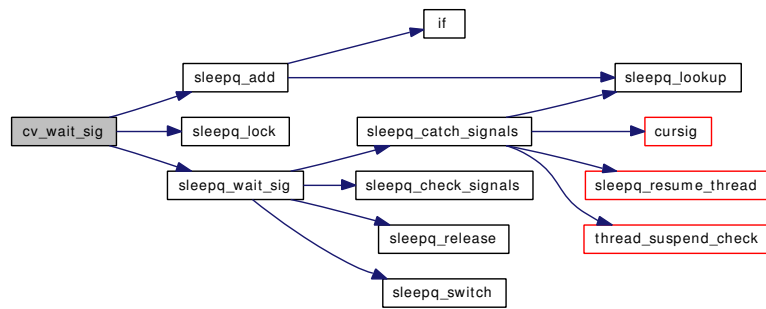 if
sleepq_add
sleepq_lookup
cv_wait_sig
sleepq_lock
sleepq_catch_signals
cursig
sleepq_wait_sig
sleepq_check_signals
sleepq_resume_thread
sleepq_release
thread_suspend_check
sleepq_switch